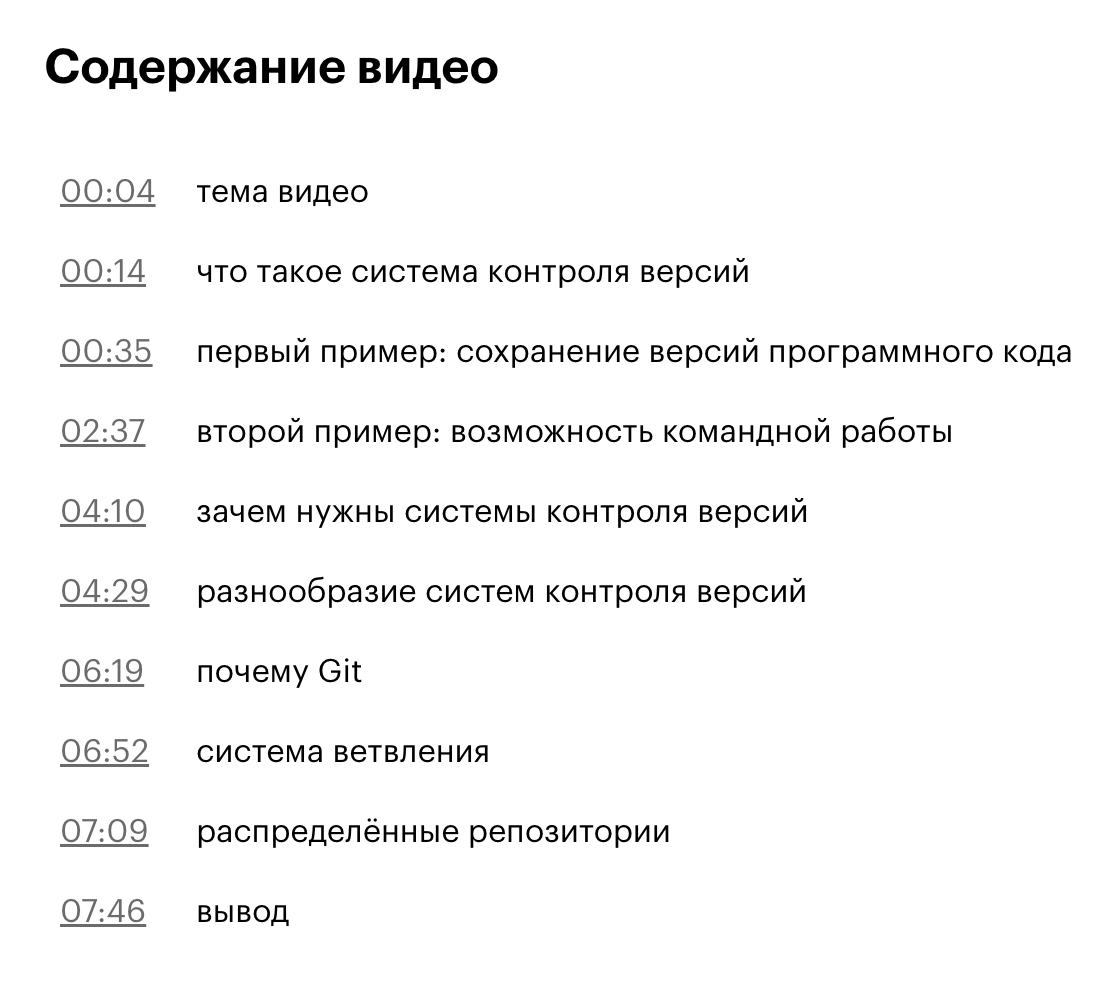 Содержание видео
00:04 тема видео
00:14 что такое система контроля версий
00:35 первый пример: сохранение версий программного кода
02:37 второй пример: возможность командной работы
04:10 зачем нужны системы контроля версий
04:29 разнообразие систем контроля версий
06:19 почему Git
06:52 система ветвления
07:09 распределённые репозитории
07:46 вывод